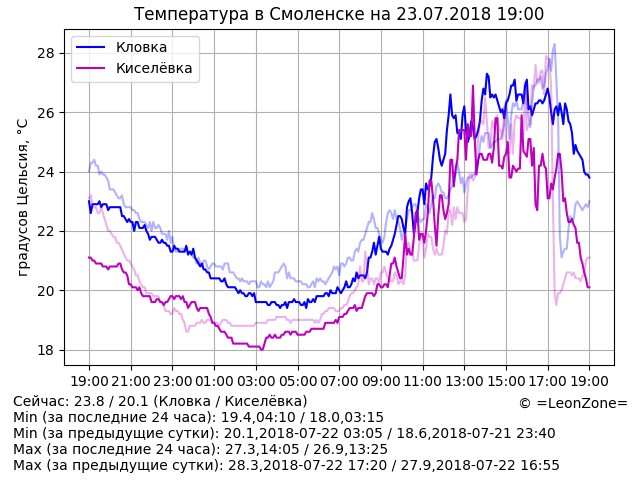 Температура в Смоленске на 23.07.2018 19:00
Кловка
Киселёвка
градусов Цельсия, °C
28
26
24
22
20
18
19:00 21:00 23:00 01:00 03:00 05:00 07:00 09:00 11:00 13:00 15:00 17:00 19:00
Сейчас: 23.8 / 20.1 (Кловка / Киселёвка)
© =LeonZone=
Min (за последние 24 часа): 19.4,04:10 / 18.0,03:15
Min (за предыдущие сутки): 20.1,2018-07-22 03:05 / 18.6,2018-07-21 23:40
Max (за последние 24 часа): 27.3,14:05 / 26.9,13:25
Max (за предыдущие сутки): 28.3,2018-07-22 17:20 / 27.9,2018-07-22 16:55